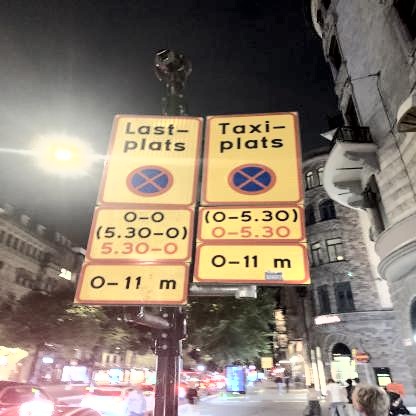 Last-
plats
0-0
(5.30-0)
5.30-0
0-11 m
Taxi-
plats
(0-5.30)
0-5.30
0-11 m